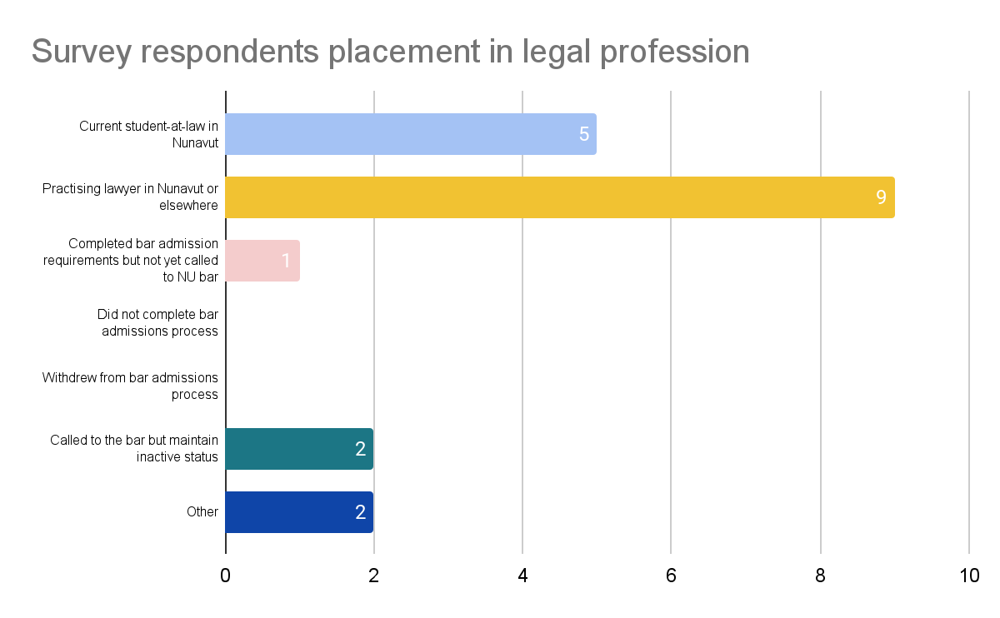 Survey respondents placement in legal profession
Current student-at-law in
Nunavut
5
Practising lawyer in Nunavut or
elsewhere
9
Completed bar admission
requirements but not yet called
to NU bar
1
Did not complete bar
admissions process
Withdrew from bar admissions
process
Called to the bar but maintain
inactive status
2
Other
2
0 2 4 6 8 10